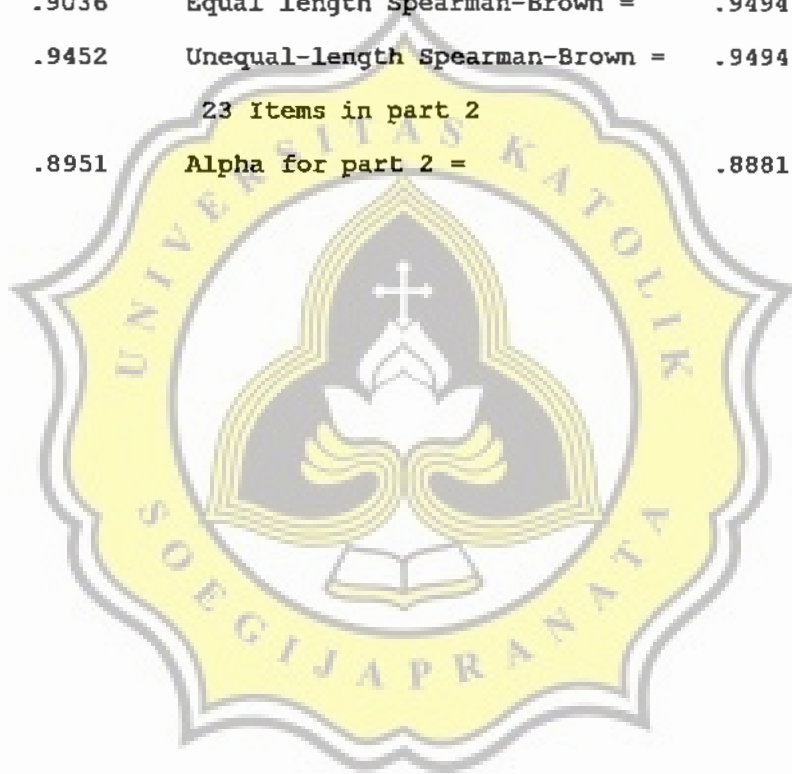 .9036 Equal length Spearman-Brown = .9494
.9452 Unequal-length Spearman-Brown = .9494
23 Items in part 2
.8951 Alpha for part 2 = .8881
UNIVERSITAS KATOLIK
SOEGIJAPRANATA